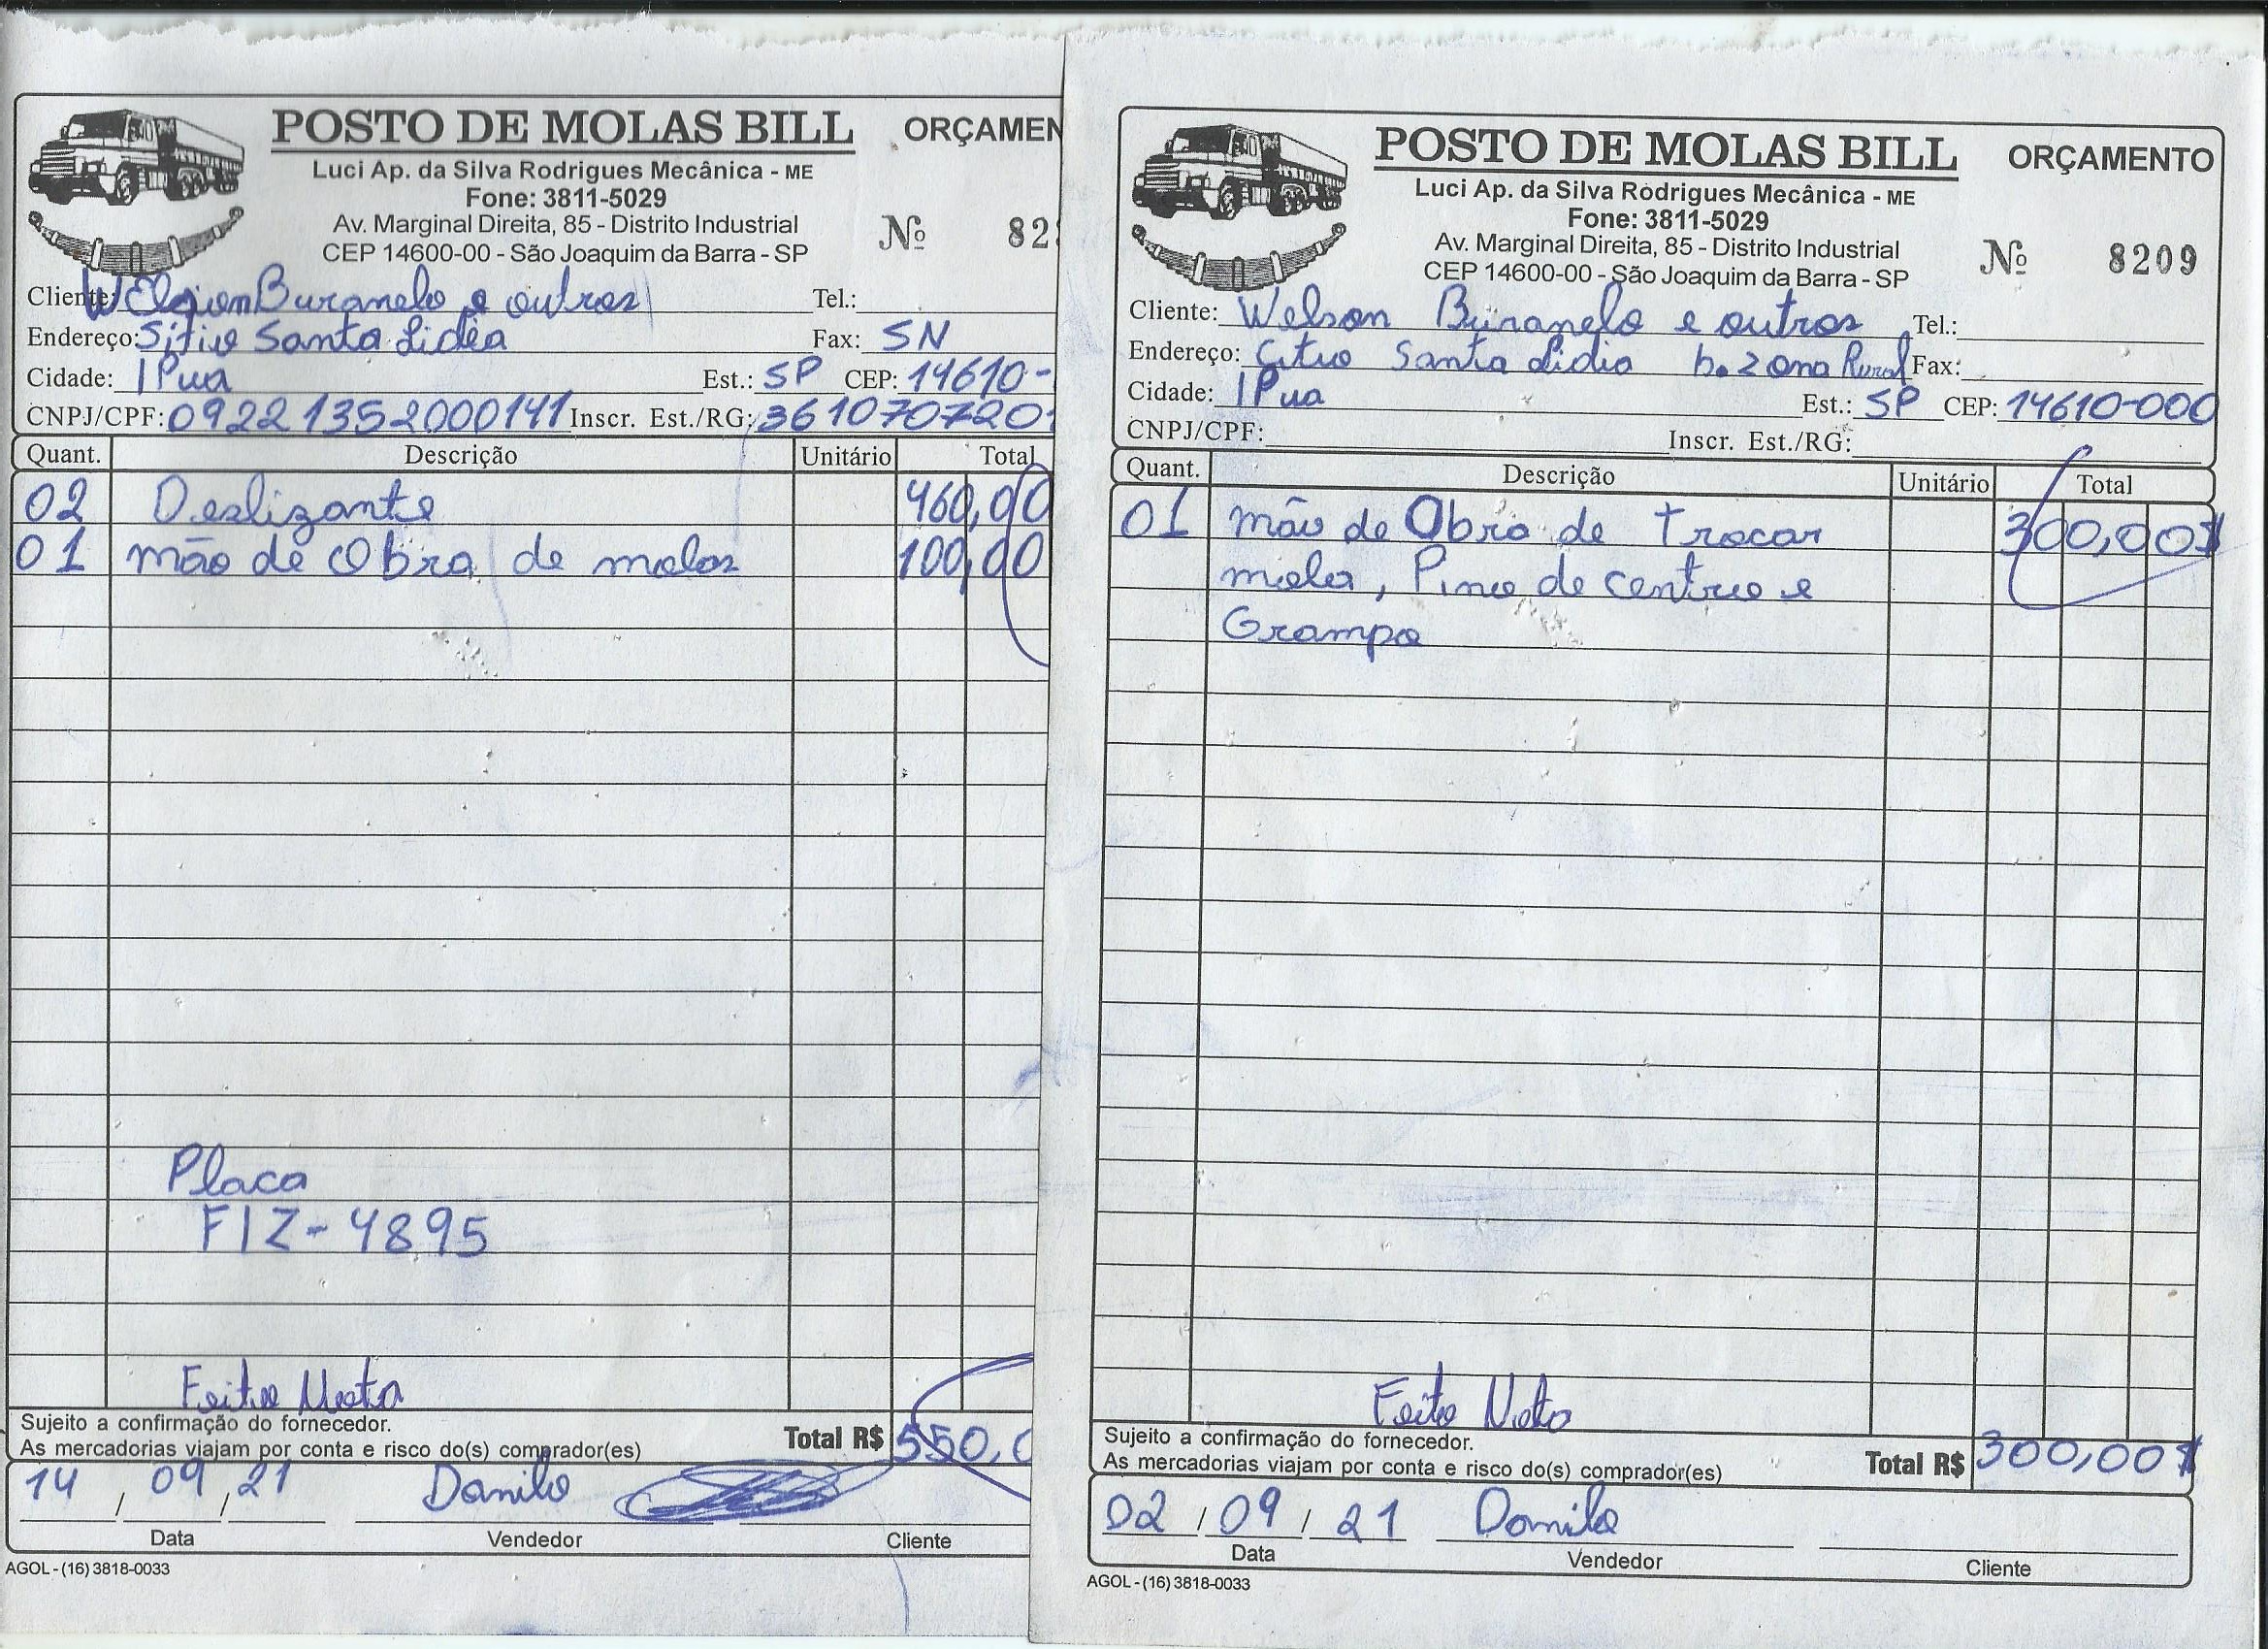 POSTO DE MOLAS BILL ORÇAMEN
Luci Ap. da Silva Rodrigues Mecânica - ME
Fone: 3811-5029
Av. Marginal Direita, 85 - Distrito Industrial
CEP 14600-00 - São Joaquim da Barra - SP
Nº 82
Cliente: Buranelo e outros Tel.:
Endereço: Sitio Santa Lidéa Fax: SN
Cidade: IPua Est.: SP CEP: 14610-
CNPJ/CPF: 09221352000141 Inscr. Est./RG: 361070720
Quant. Descrição Unitário Total
02 Deslizante 460,00
01 mão de Obra de molas 100,00
Placa
FIZ-4895
Feito Nota
Sujeito a confirmação do fornecedor.
As mercadorias viajam por conta e risco do(s) comprador(es) Total R$ 550,0
14 / 09 / 21 Danilo
Data Vendedor Cliente
AGOL - (16) 3818-0033
POSTO DE MOLAS BILL ORÇAMENTO
Luci Ap. da Silva Rodrigues Mecânica - ME
Fone: 3811-5029
Av. Marginal Direita, 85 - Distrito Industrial
CEP 14600-00 - São Joaquim da Barra - SP
Nº 8209
Cliente: Welson Buranelo e outros Tel.:
Endereço: Citio Santa Lidia b. zona Rural Fax:
Cidade: IPua Est.: SP CEP: 14610-000
CNPJ/CPF: Inscr. Est./RG:
Quant. Descrição Unitário Total
01 mão de Obra de Trocar 300,00$
mola, Pino de centro e
Grampo
Feito Nota
Sujeito a confirmação do fornecedor.
As mercadorias viajam por conta e risco do(s) comprador(es) Total R$ 300,00$
02 / 09 / 21 Danilo
Data Vendedor Cliente
AGOL - (16) 3818-0033